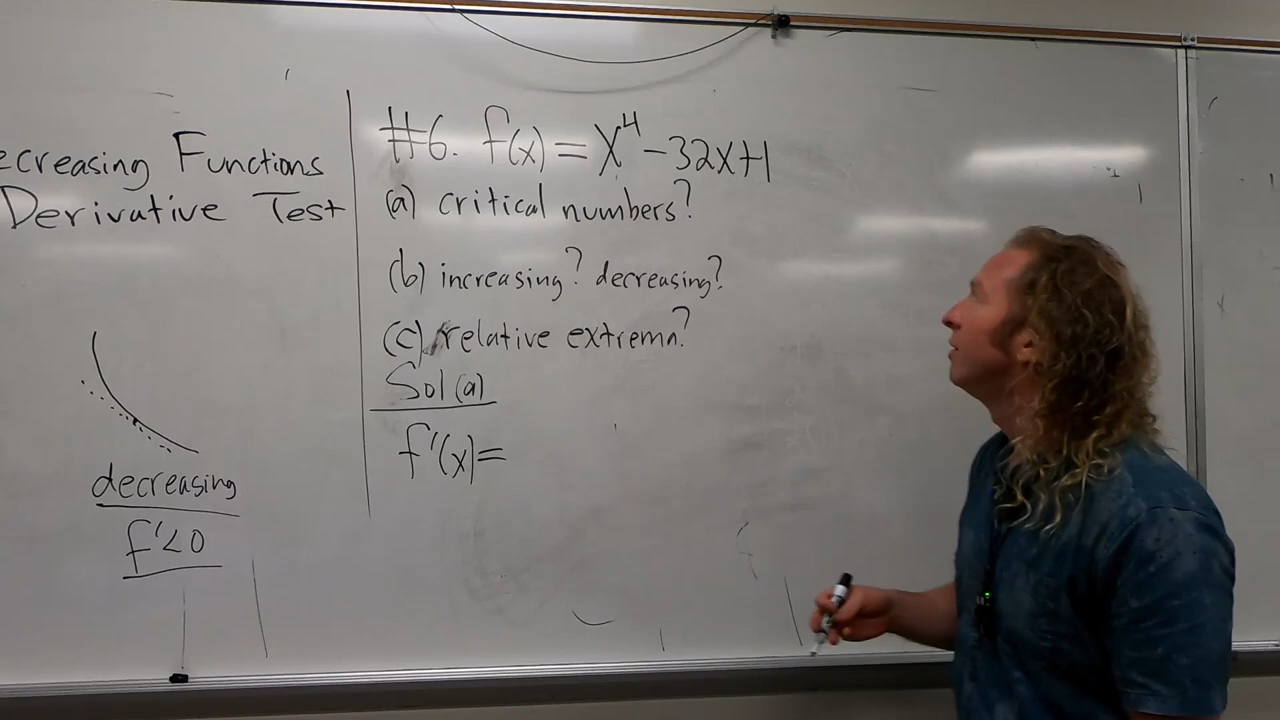 ecreasing Functions
Derivative Test
decreasing
f'<0
#6. f(x)=x⁴-32x+1
(a) critical numbers?
(b) increasing? decreasing?
(c) relative extrema?
Sol (a)
f'(x)=